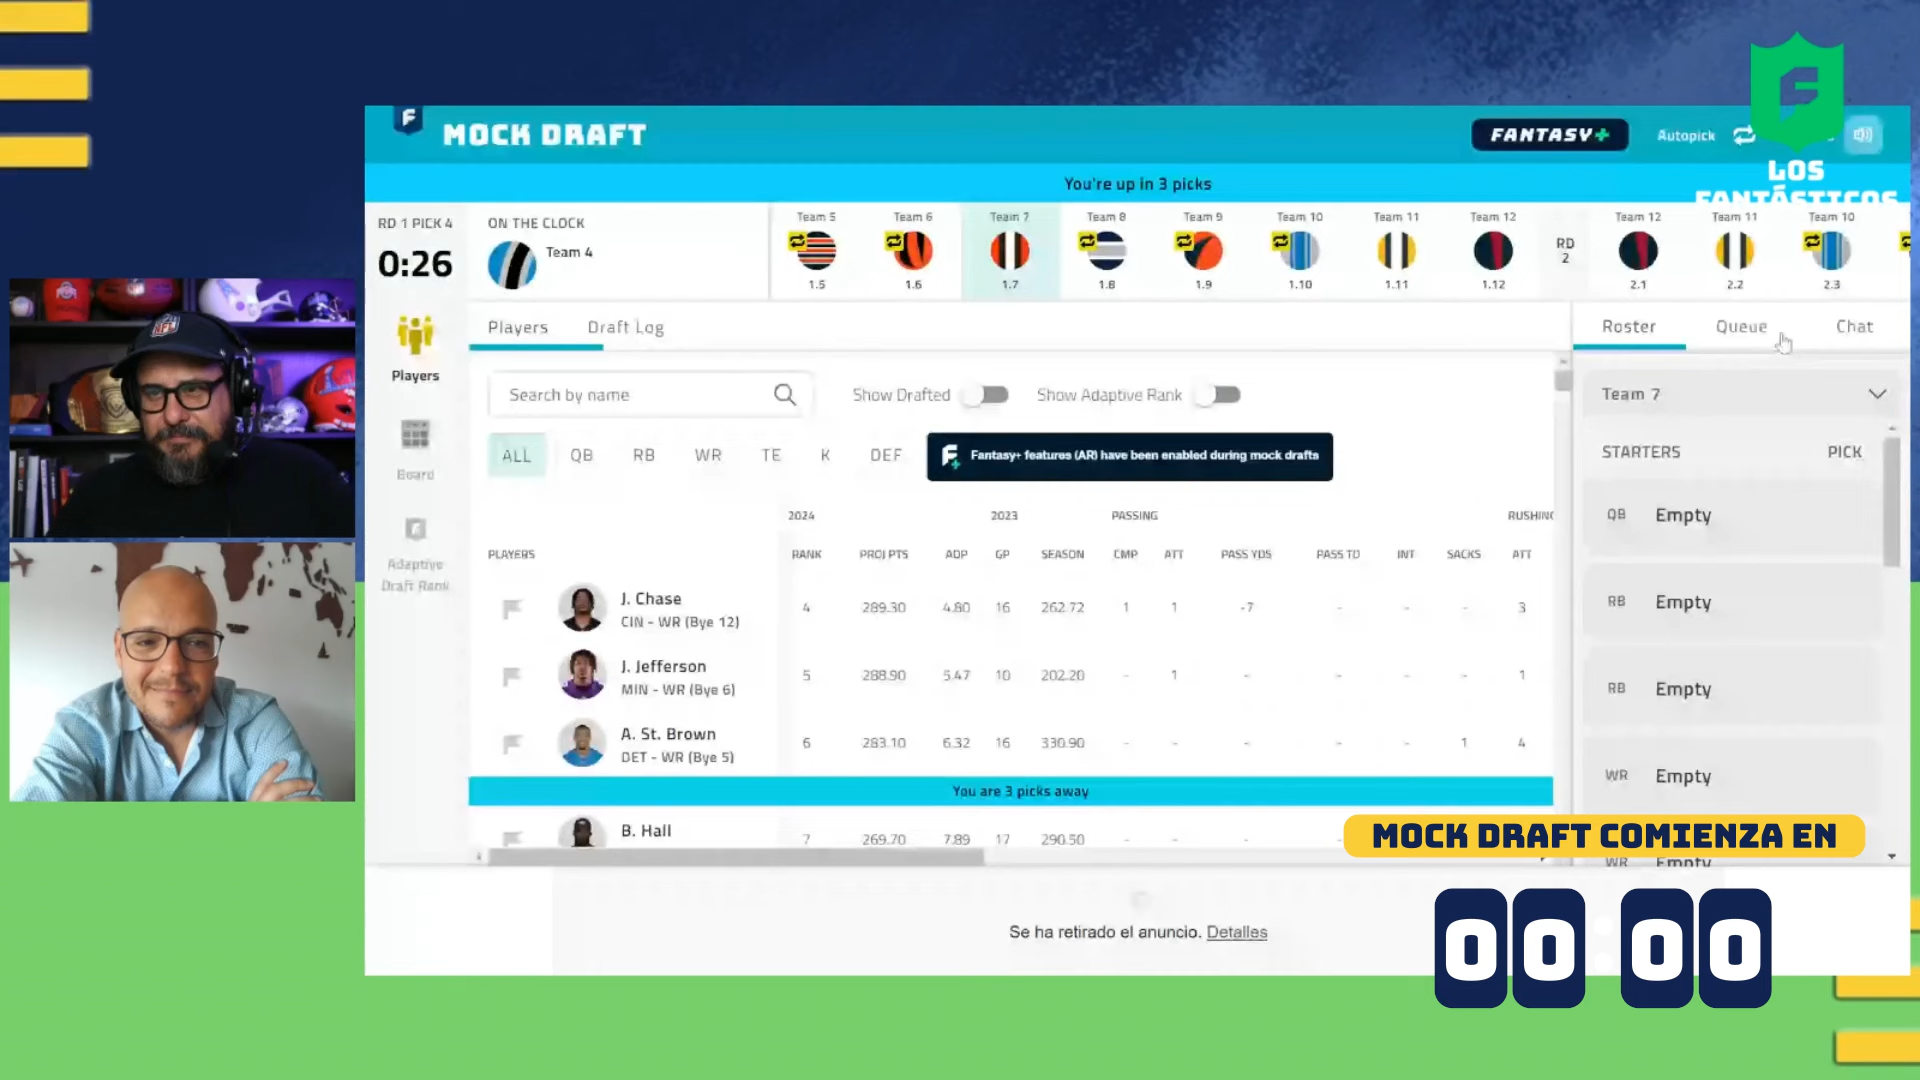 MOCK DRAFT
FANTASY+
Autopick
LOS
FANTÁSTICOS
You're up in 3 picks
RD 1 PICK 4
0:26
ON THE CLOCK
Team 4
Team 5
1.5
Team 6
1.6
Team 7
1.7
Team 8
1.8
Team 9
1.9
Team 10
1.10
Team 11
1.11
Team 12
1.12
RD
2
Team 12
2.1
Team 11
2.2
Team 10
2.3
Players
Board
Adaptive
Draft Rank
Players
Draft Log
Search by name
Show Drafted
Show Adaptive Rank
ALL
QB
RB
WR
TE
K
DEF
Fantasy+ features (AR) have been enabled during mock drafts
2024
2023
PASSING
RUSHING
PLAYERS RANK PROJ PTS ADP GP SEASON CMP ATT PASS YDS PASS TD INT SACKS ATT
J. Chase
CIN - WR (Bye 12)
4 289.30 4.80 16 262.72 1 1 -7 - - - 3
J. Jefferson
MIN - WR (Bye 6)
5 288.90 5.47 10 202.20 - 1 - - - - 1
A. St. Brown
DET - WR (Bye 5)
6 283.10 6.32 16 330.90 - - - - - 1 4
You are 3 picks away
B. Hall
7 269.70 7.89 17 290.50 - - - -
Roster
Queue
Chat
Team 7
STARTERS PICK
QB Empty
RB Empty
RB Empty
WR Empty
WR Empty
MOCK DRAFT COMIENZA EN
00 00
Se ha retirado el anuncio. Detalles